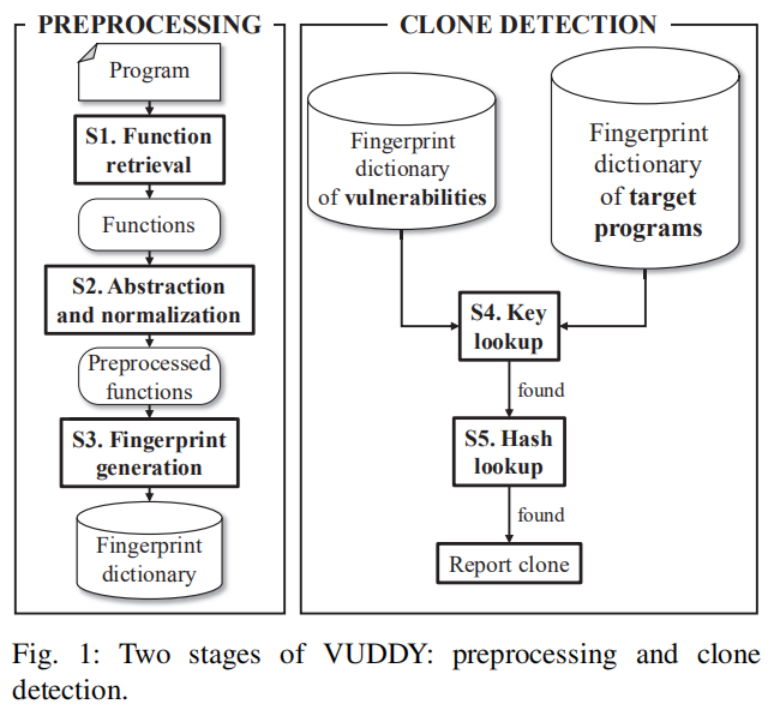 PREPROCESSING
Program
S1. Function
retrieval
Functions
S2. Abstraction
and normalization
Preprocessed
functions
S3. Fingerprint
generation
Fingerprint
dictionary
CLONE DETECTION
Fingerprint
dictionary
of vulnerabilities
Fingerprint
dictionary
of target
programs
S4. Key
lookup
found
S5. Hash
lookup
found
Report clone
Fig. 1: Two stages of VUDDY: preprocessing and clone
detection.